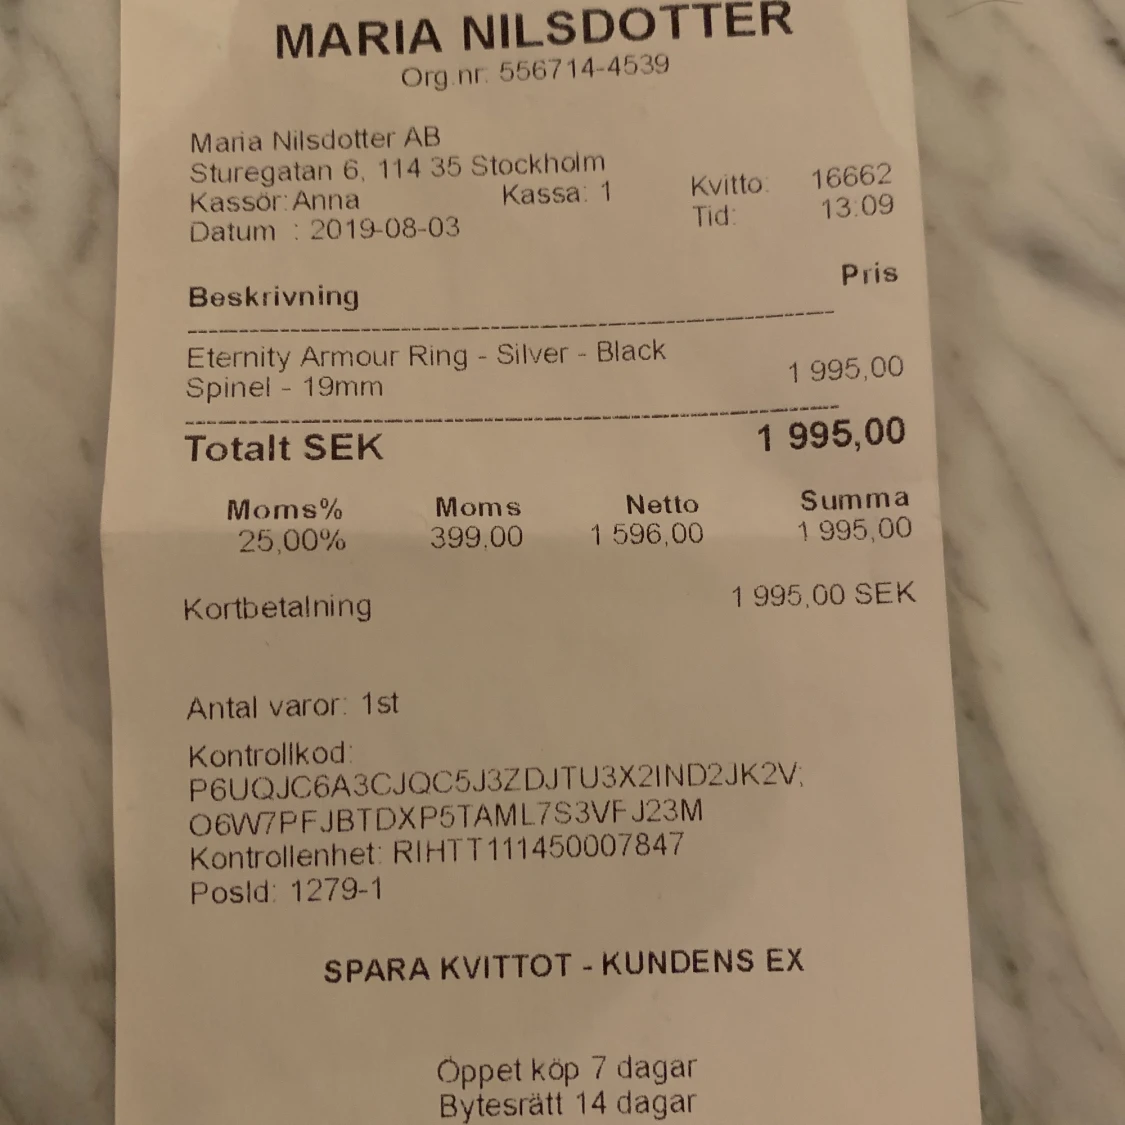 MARIA NILSDOTTER
Org.nr: 556714-4539
Maria Nilsdotter AB
Sturegatan 6, 114 35 Stockholm
Kassör: Anna Kassa: 1 Kvitto: 16662
Datum : 2019-08-03 Tid: 13:09
Beskrivning Pris
Eternity Armour Ring - Silver - Black
Spinel - 19mm 1 995,00
Totalt SEK 1 995,00
Moms% Moms Netto Summa
25,00% 399,00 1 596,00 1 995,00
Kortbetalning 1 995,00 SEK
Antal varor: 1st
Kontrollkod:
P6UQJC6A3CJQC5J3ZDJTU3X2IND2JK2V;
O6W7PFJBTDXP5TAML7S3VFJ23M
Kontrollenhet: RIHTT111450007847
PosId: 1279-1
SPARA KVITTOT - KUNDENS EX
Öppet köp 7 dagar
Bytesrätt 14 dagar